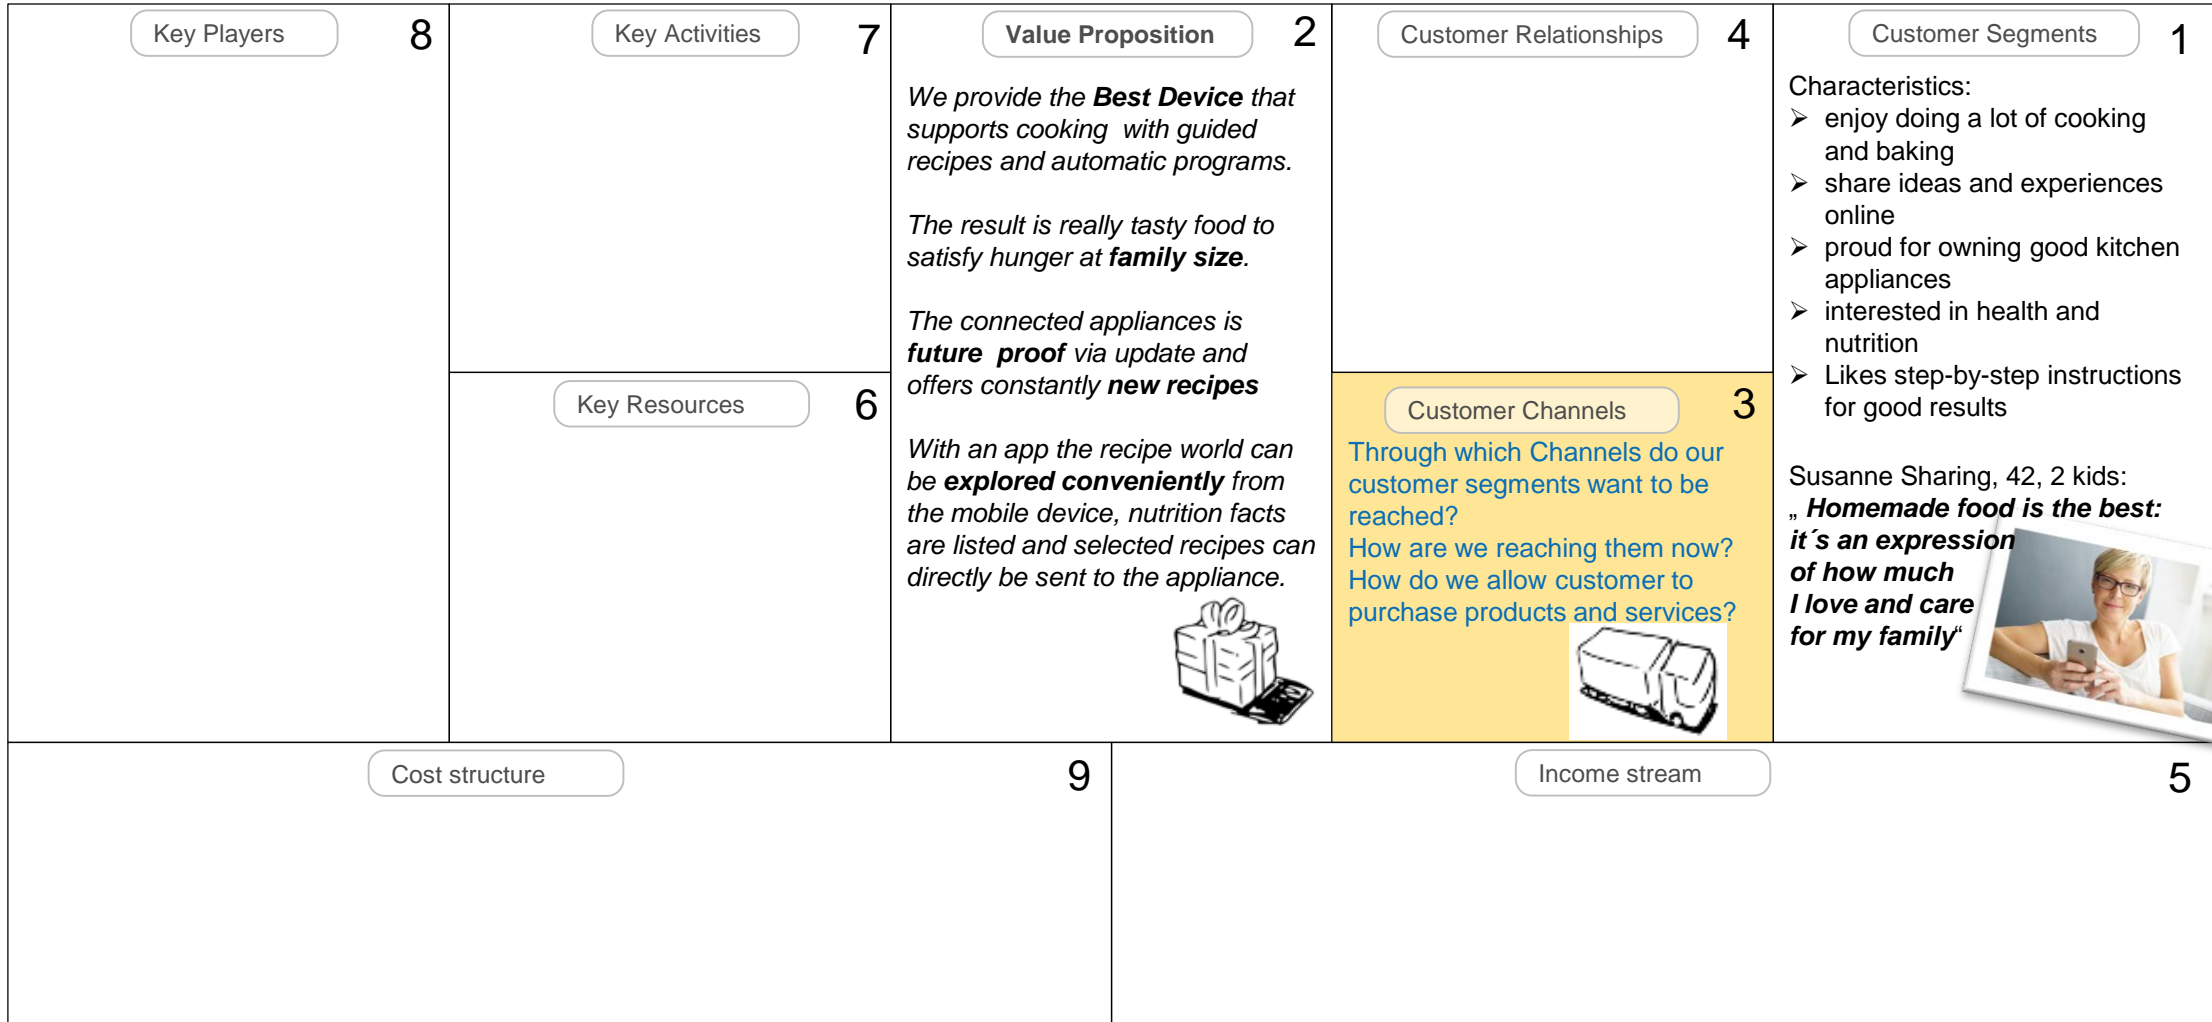 Key Players
8
Key Activities
7
Value Proposition
2
We provide the Best Device that
supports cooking  with guided
recipes and automatic programs.
The result is really tasty food to
satisfy hunger at family size.
The connected appliances is
future  proof via update and
offers constantly new recipes
With an app the recipe world can
be explored conveniently from
the mobile device, nutrition facts
are listed and selected recipes can
directly be sent to the appliance.
Customer Relationships
4
Customer Segments
1
Characteristics:
➢ enjoy doing a lot of cooking
and baking
➢ share ideas and experiences
online
➢ proud for owning good kitchen
appliances
➢ interested in health and
nutrition
➢ Likes step-by-step instructions
for good results
Susanne Sharing, 42, 2 kids:
„ Homemade food is the best:
it´s an expression
of how much
I love and care
for my family“
Key Resources
6
Customer Channels
3
Through which Channels do our
customer segments want to be
reached?
How are we reaching them now?
How do we allow customer to
purchase products and services?
Cost structure
9
Income stream
5